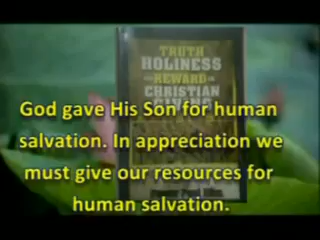 TRUTH
HOLINESS
REWARD
CHRISTIAN
God gave His Son for human
salvation. In appreciation we
must give our resources for
human salvation.